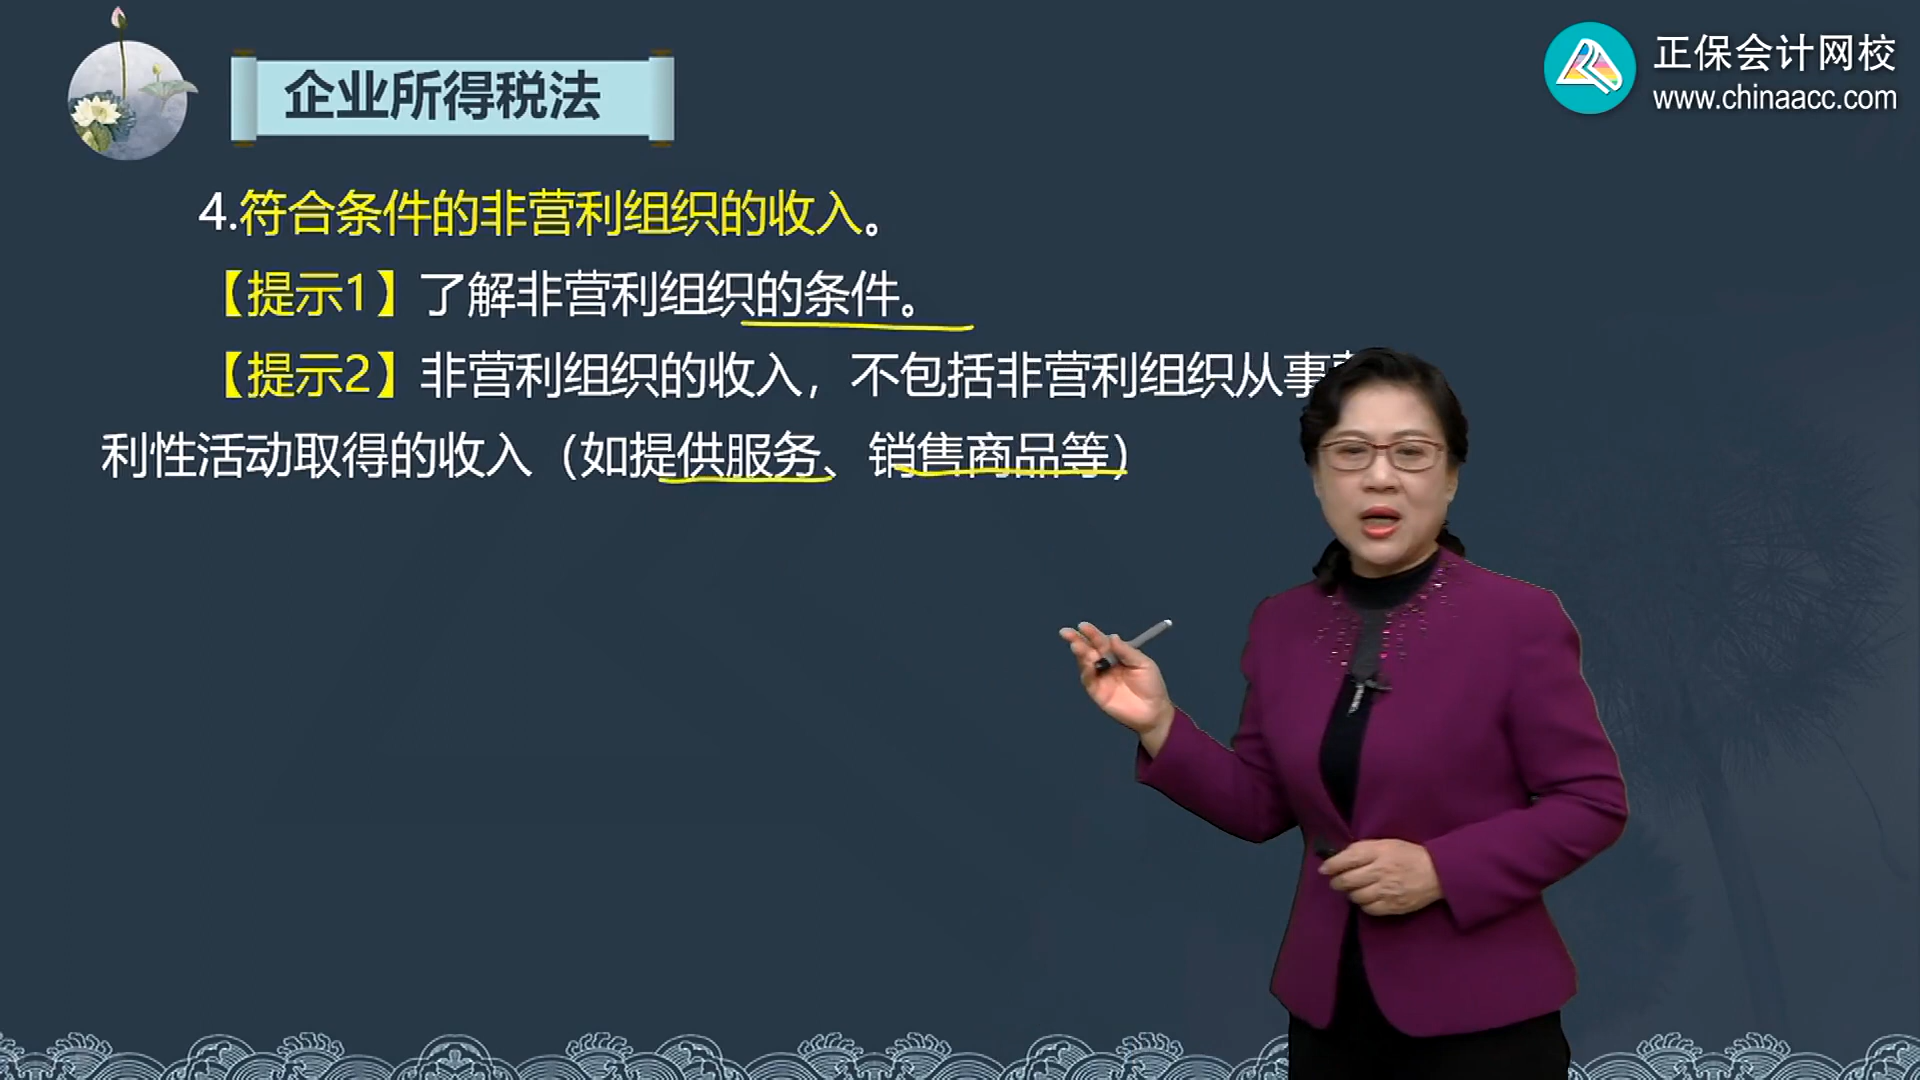 正保会计网校
www.chinaacc.com
企业所得税法
4.符合条件的非营利组织的收入。
【提示1】了解非营利组织的条件。
【提示2】非营利组织的收入，不包括非营利组织从事
利性活动取得的收入（如提供服务、销售商品等）